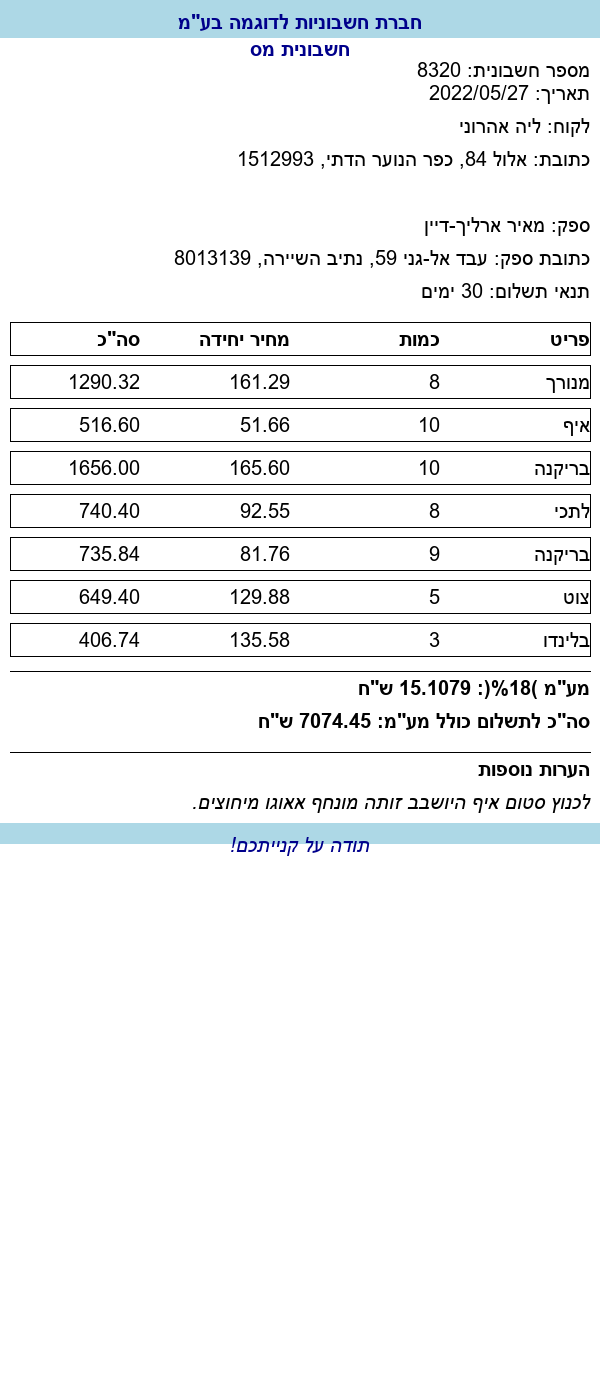 חברת חשבוניות לדוגמה בע"מ
חשבונית מס
מספר חשבונית: 8320
תאריך: 2022/05/27
לקוח: ליה אהרוני
כתובת: אלול 84, כפר הנוער הדתי, 1512993
ספק: מאיר ארליך-דיין
כתובת ספק: עבד אל-גני 59, נתיב השיירה, 8013139
תנאי תשלום: 30 ימים
פריט כמות מחיר יחידה סה"כ
מנורך 8 161.29 1290.32
איף 10 51.66 516.60
בריקנה 10 165.60 1656.00
לתכי 8 92.55 740.40
בריקנה 9 81.76 735.84
צוט 5 129.88 649.40
בלינדו 3 135.58 406.74
מע"מ )18%(: 15.1079 ש"ח
סה"כ לתשלום כולל מע"מ: 7074.45 ש"ח
הערות נוספות
לכנוץ סטום איף היושבב זותה מונחף אאוגו מיחוצים.
תודה על קנייתכם!